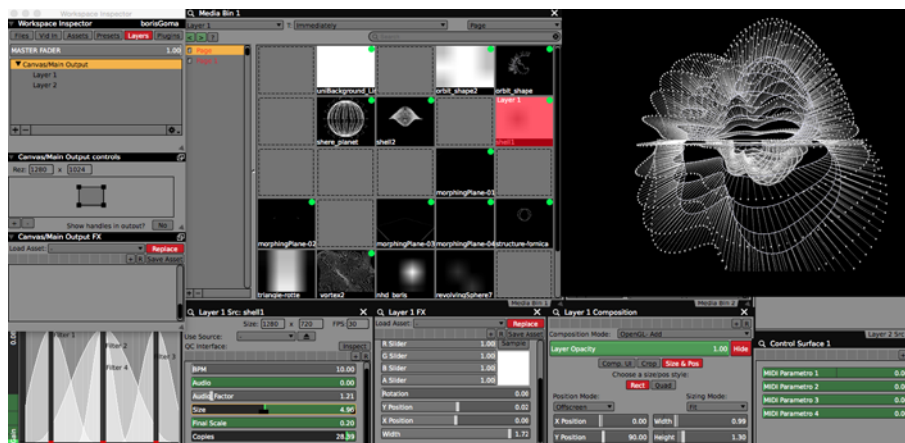 Workspace Inspector
Workspace Inspector borisGoma
Files Vid In Assets Presets Layers Plugins
MASTER FADER 1.00
Canvas/Main Output
Layer 1
Layer 2
Canvas/Main Output controls
Rez: 1280 x 1024
Show handles in output? No
Canvas/Main Output FX
Load Asset: - Replace
+ R Save Asset
Filter 1
Filter 2
Filter 3
Filter 4
Media Bin 1
Layer 1 ? Immediately Page
< > ? Search
Page
orbit_shape2 orbit_shape
Layer 1
shere_planet shell2 shell1
morphingPlane-01
morphingPlane-02 morphingPlane-03 morphingPlane-04 structure-fornica
triangle-rotte vortex2 nhd_boris revolvingSphere7
Media Bin 1 Media Bin 2
Layer 1 Src: shell1
Size: 1280 x 720 FPS: 30
Use Source: -
+ R
QC Interface: Inspect
BPM 10.00
Audio 0.00
Audio Factor 1.21
Size 4.96
Final Scale 0.20
Copies 28.39
Layer 1 FX
Load Asset: - Replace
+ R Save Asset
R Slider 1.00 Sample
G Slider 1.00
B Slider 1.00
A Slider 1.00
Rotation 0.00
Y Position 0.02
X Position 0.00
Width 1.72
Layer 1 Composition
+ R
Composition Mode: OpenGL- Add
Layer Opacity 1.00 Hide
Comp. UI Crop Size & Pos
Choose a size/pos style:
Rect Quad
Position Mode: Sizing Mode:
Offscreen Fit
X Position 0.00 Width 0.99
Y Position 90.00 Height 1.30
Layer 2 Src
Control Surface 1
MIDI Parametro 1
MIDI Parametro 2
MIDI Parametro 3
MIDI Parametro 4